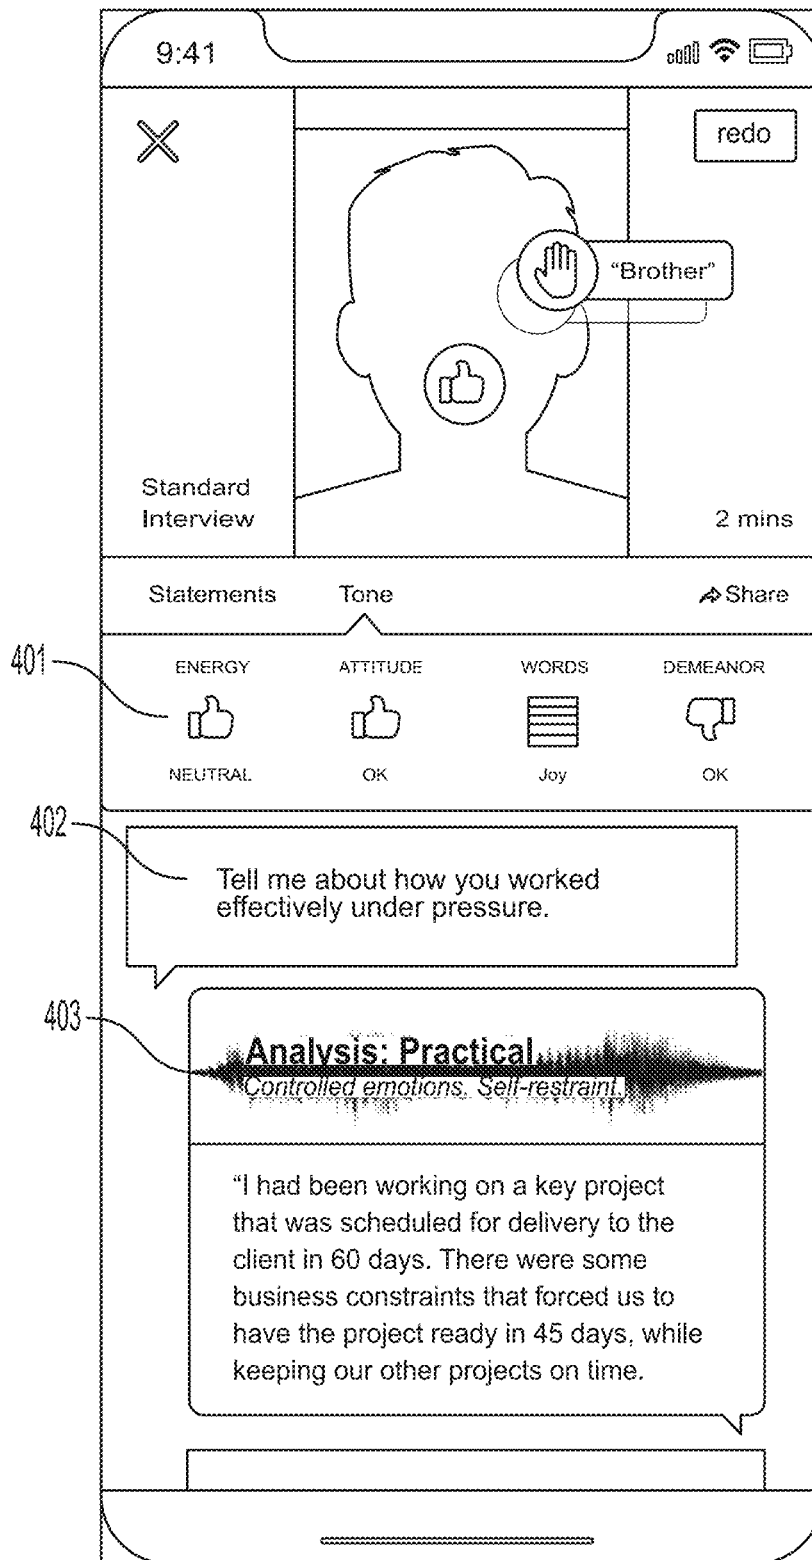 9:41
redo
“Brother”
Standard
Interview
2 mins
Statements Tone Share
401
ENERGY ATTITUDE WORDS DEMEANOR
NEUTRAL OK Joy OK
402
Tell me about how you worked
effectively under pressure.
403
Analysis: Practical
Controlled emotions. Self-restraint.
“I had been working on a key project
that was scheduled for delivery to the
client in 60 days. There were some
business constraints that forced us to
have the project ready in 45 days, while
keeping our other projects on time.